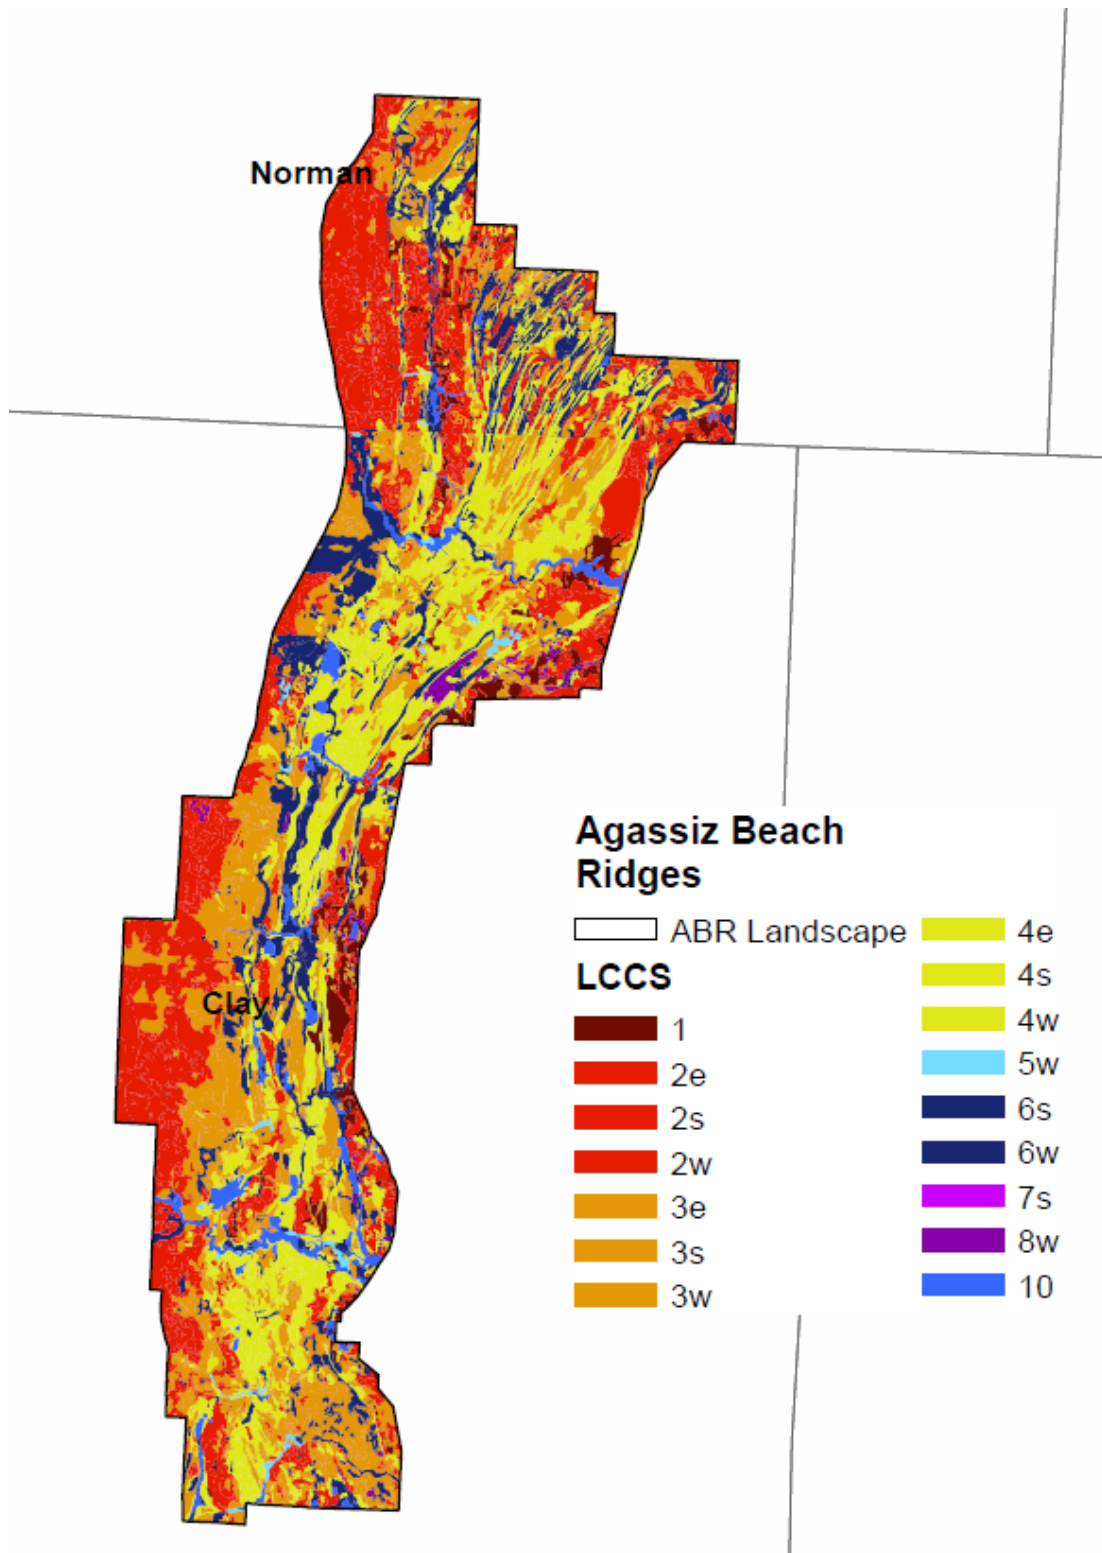 Norman
Clay
Agassiz Beach
Ridges
ABR Landscape
LCCS
1
2e
2s
2w
3e
3s
3w
4e
4s
4w
5w
6s
6w
7s
8w
10